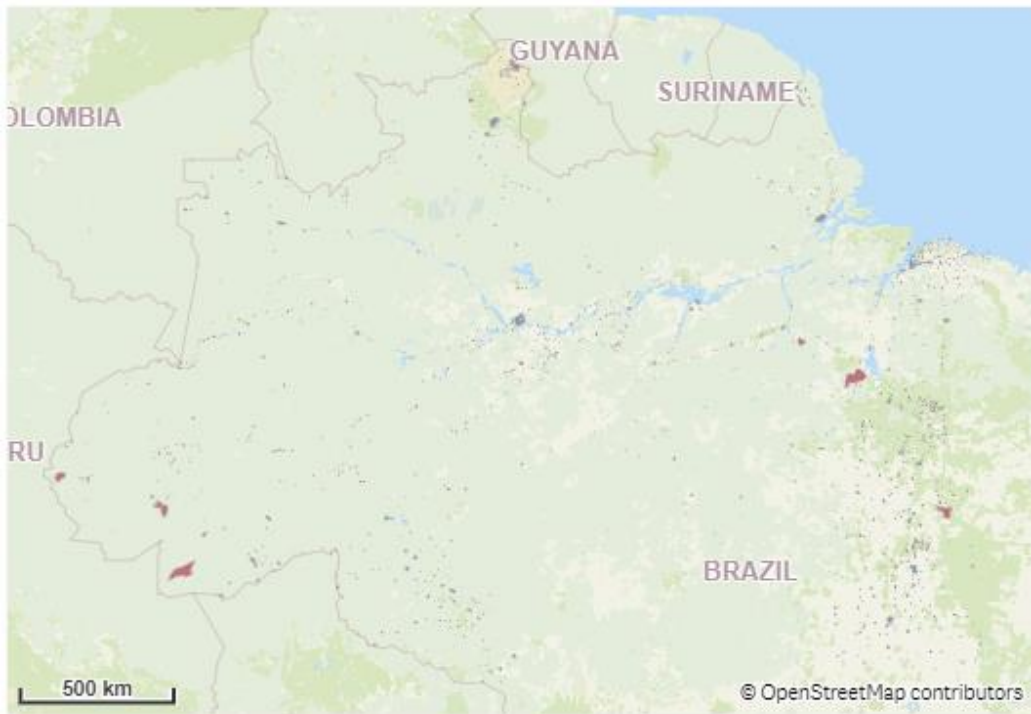 GUYANA
SURINAME
OLOMBIA
RU
BRAZIL
500 km
© OpenStreetMap contributors